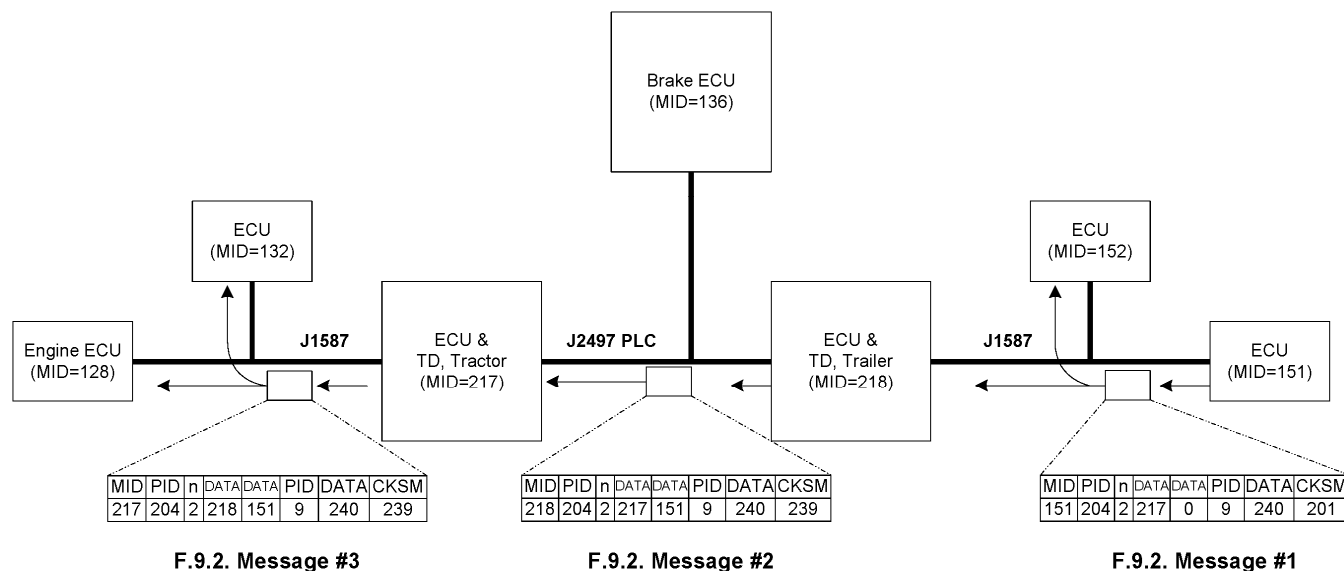 Brake ECU
(MID=136)
ECU
(MID=132)
ECU
(MID=152)
Engine ECU
(MID=128)
J1587
ECU &
TD, Tractor
(MID=217)
J2497 PLC
ECU &
TD, Trailer
(MID=218)
J1587
ECU
(MID=151)
MID PID n DATA DATA PID DATA CKSM
217 204 2 218 151 9 240 239
F.9.2. Message #3
MID PID n DATA DATA PID DATA CKSM
218 204 2 217 151 9 240 239
F.9.2. Message #2
MID PID n DATA DATA PID DATA CKSM
151 204 2 217 0 9 240 201
F.9.2. Message #1